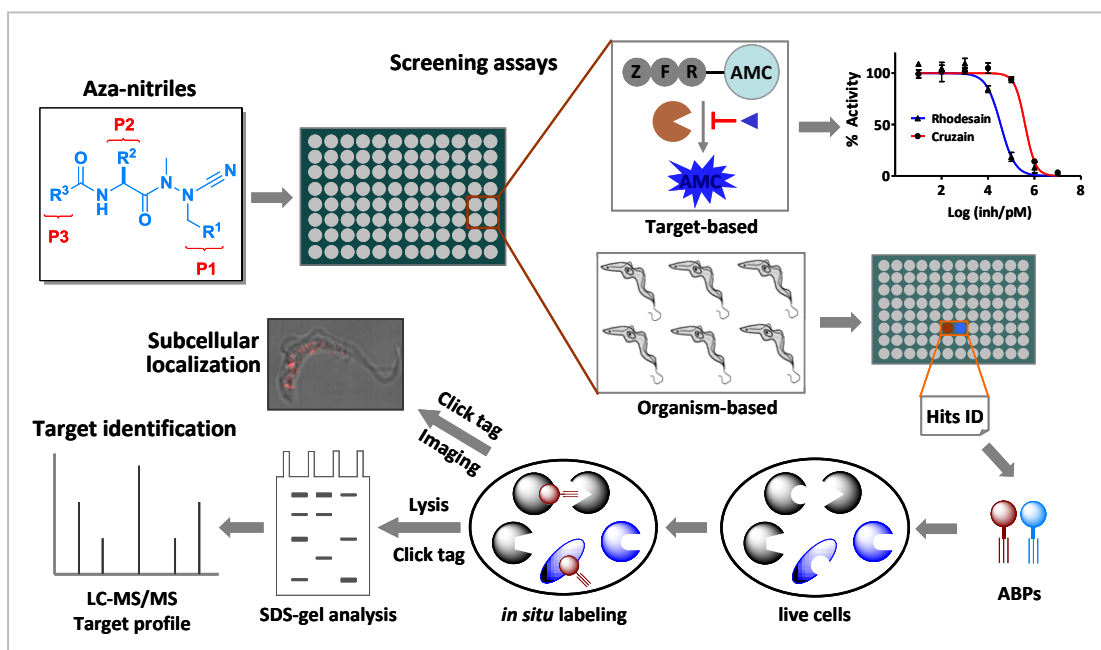 Aza-nitriles
P2
O
R²
N
R³
N
H
N
O
R¹
P3
P1
Screening assays
Z F R AMC
AMC
Target-based
% Activity
100
50
0
Rhodesain
Cruzain
2 4 6 8
Log (inh/pM)
Organism-based
Hits ID
ABPs
live cells
in situ labeling
Click tag
Imaging
Subcellular
localization
Lysis
Click tag
SDS-gel analysis
Target identification
LC-MS/MS
Target profile